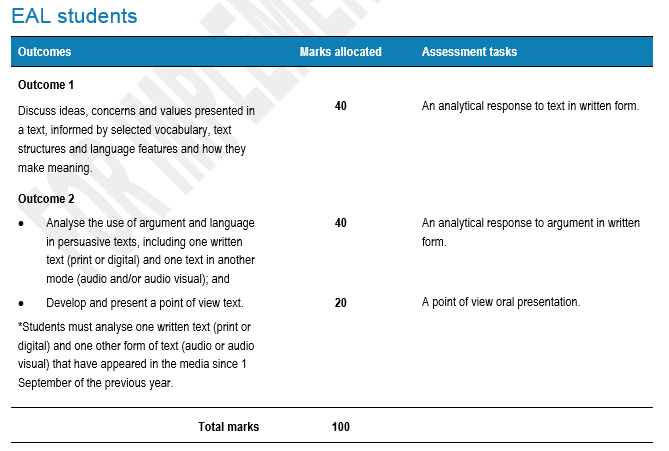 EAL students
Outcomes Marks allocated Assessment tasks
Outcome 1
Discuss ideas, concerns and values presented in 40 An analytical response to text in written form.
a text, informed by selected vocabulary, text
structures and language features and how they
make meaning.
Outcome 2
• Analyse the use of argument and language 40 An analytical response to argument in written
in persuasive texts, including one written form.
text (print or digital) and one text in another
mode (audio and/or audio visual); and
• Develop and present a point of view text. 20 A point of view oral presentation.
*Students must analyse one written text (print or
digital) and one other form of text (audio or audio
visual) that have appeared in the media since 1
September of the previous year.
Total marks 100
FOR IMPLEME